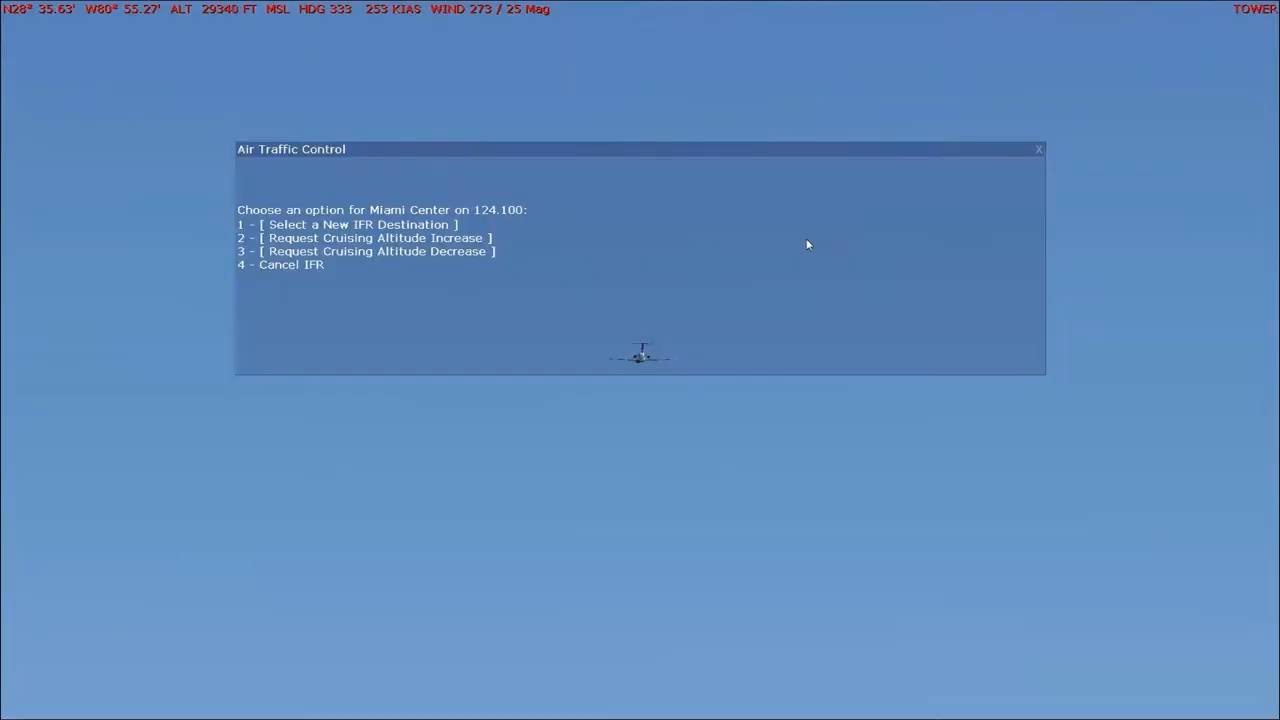 N28° 35.63' W80° 55.27' ALT 29340 FT MSL HDG 333 253 KIAS WIND 273 / 25 Mag TOWER
Air Traffic Control X
Choose an option for Miami Center on 124.100:
1 - [ Select a New IFR Destination ]
2 - [ Request Cruising Altitude Increase ]
3 - [ Request Cruising Altitude Decrease ]
4 - Cancel IFR